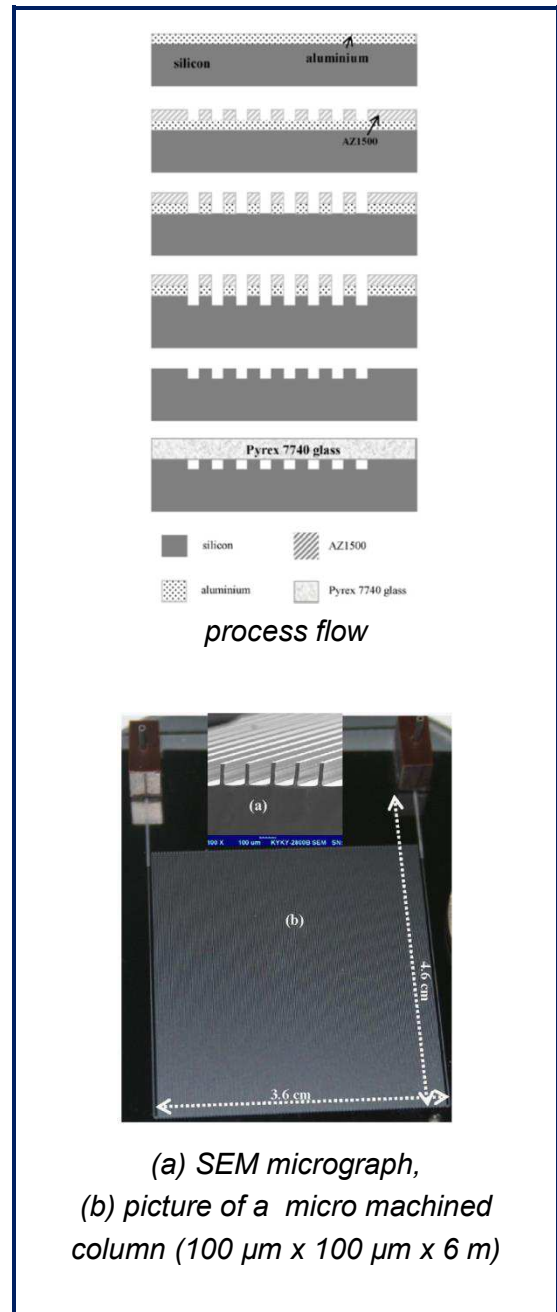 silicon
aluminium
AZ1500
Pyrex 7740 glass
silicon
AZ1500
aluminium
Pyrex 7740 glass
process flow
(a)
100 X 100 um KYKY-2800B SEM SN:
(b)
4.6 cm
3.6 cm
(a) SEM micrograph,
(b) picture of a micro machined
column (100 µm x 100 µm x 6 m)